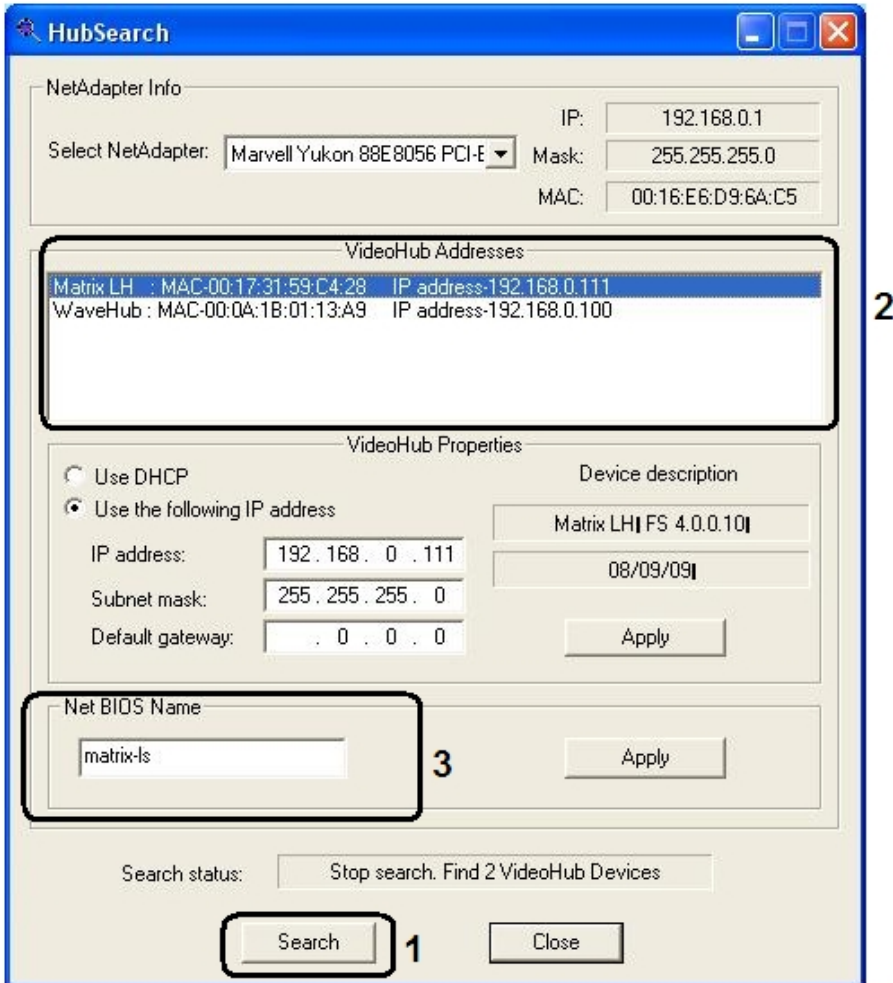 HubSearch
NetAdapter Info
IP: 192.168.0.1
Select NetAdapter: Marvell Yukon 88E8056 PCI-E Mask: 255.255.255.0
MAC: 00:16:E6:D9:6A:C5
VideoHub Addresses
Matrix LH : MAC-00:17:31:59:C4:28 IP address-192.168.0.111
WaveHub : MAC-00:0A:1B:01:13:A9 IP address-192.168.0.100
2
VideoHub Properties
Use DHCP Device description
Use the following IP address
Matrix LH FS 4.0.0.10
IP address: 192 . 168 . 0 . 111
08/09/09
Subnet mask: 255 . 255 . 255 . 0
Default gateway: . 0 . 0 . 0 Apply
Net BIOS Name
matrix-ls 3 Apply
Search status: Stop search. Find 2 VideoHub Devices
Search 1 Close